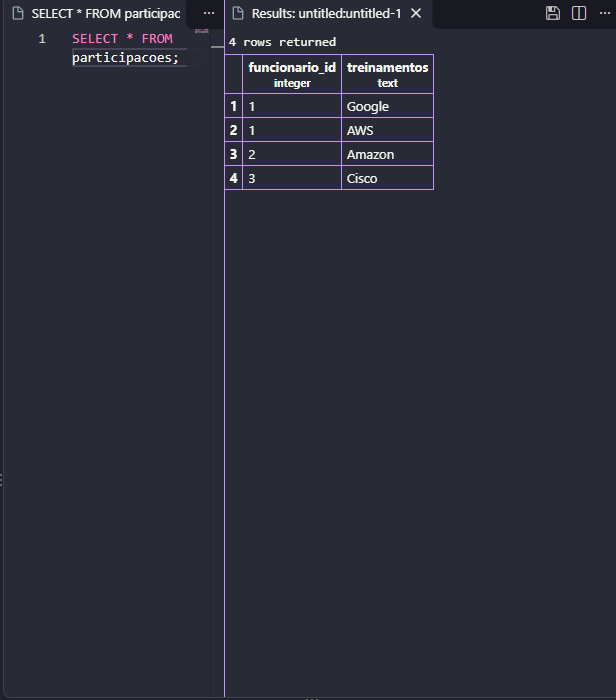 SELECT * FROM participac
Results: untitled:untitled-1
1 SELECT * FROM
participacoes;
4 rows returned
funcionario_id treinamentos
integer text
1 1 Google
2 1 AWS
3 2 Amazon
4 3 Cisco